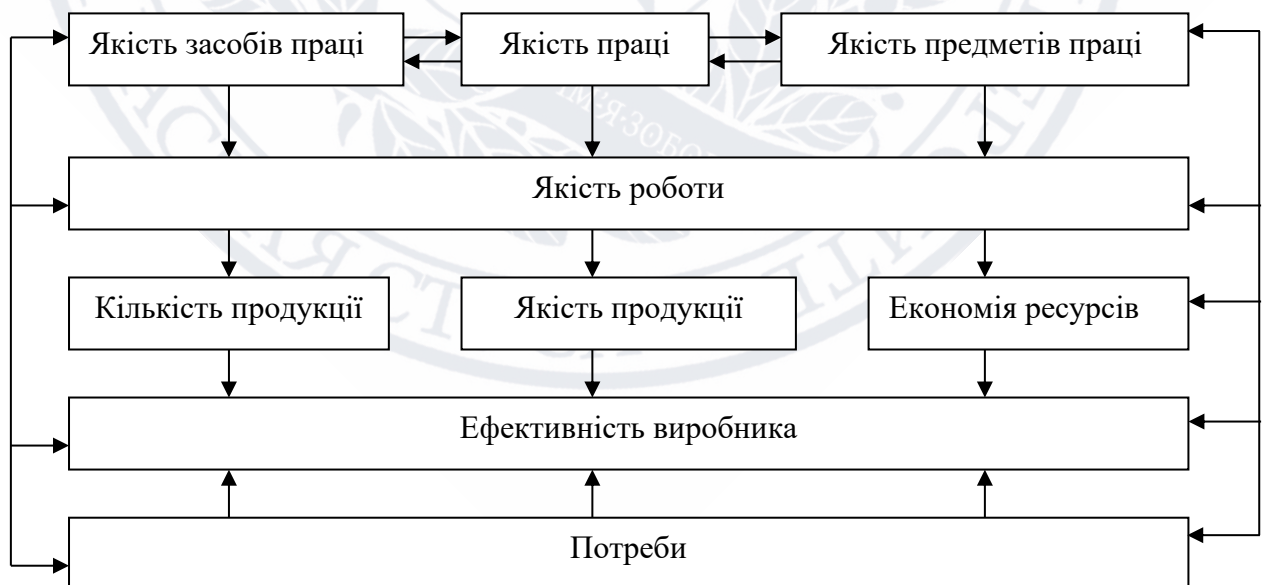 Якість засобів праці
Якість праці
Якість предметів праці
Якість роботи
Кількість продукції
Якість продукції
Економія ресурсів
Ефективність виробника
Потреби